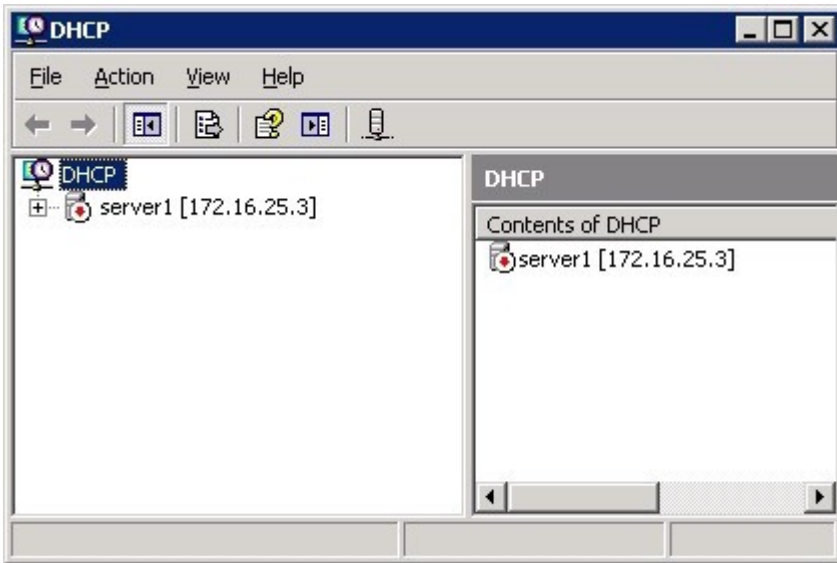 DHCP
File Action View Help
DHCP
server1 [172.16.25.3]
DHCP
Contents of DHCP
server1 [172.16.25.3]